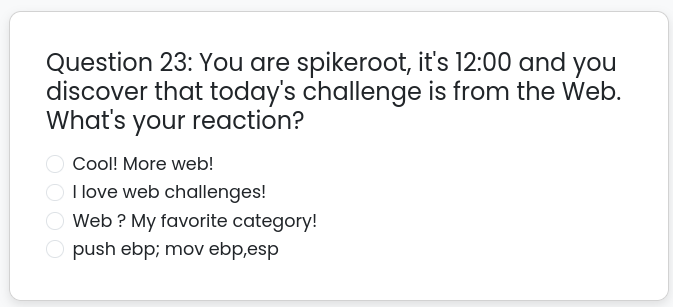 Question 23: You are spikeroot, it's 12:00 and you
discover that today's challenge is from the Web.
What's your reaction?
Cool! More web!
I love web challenges!
Web ? My favorite category!
push ebp; mov ebp,esp